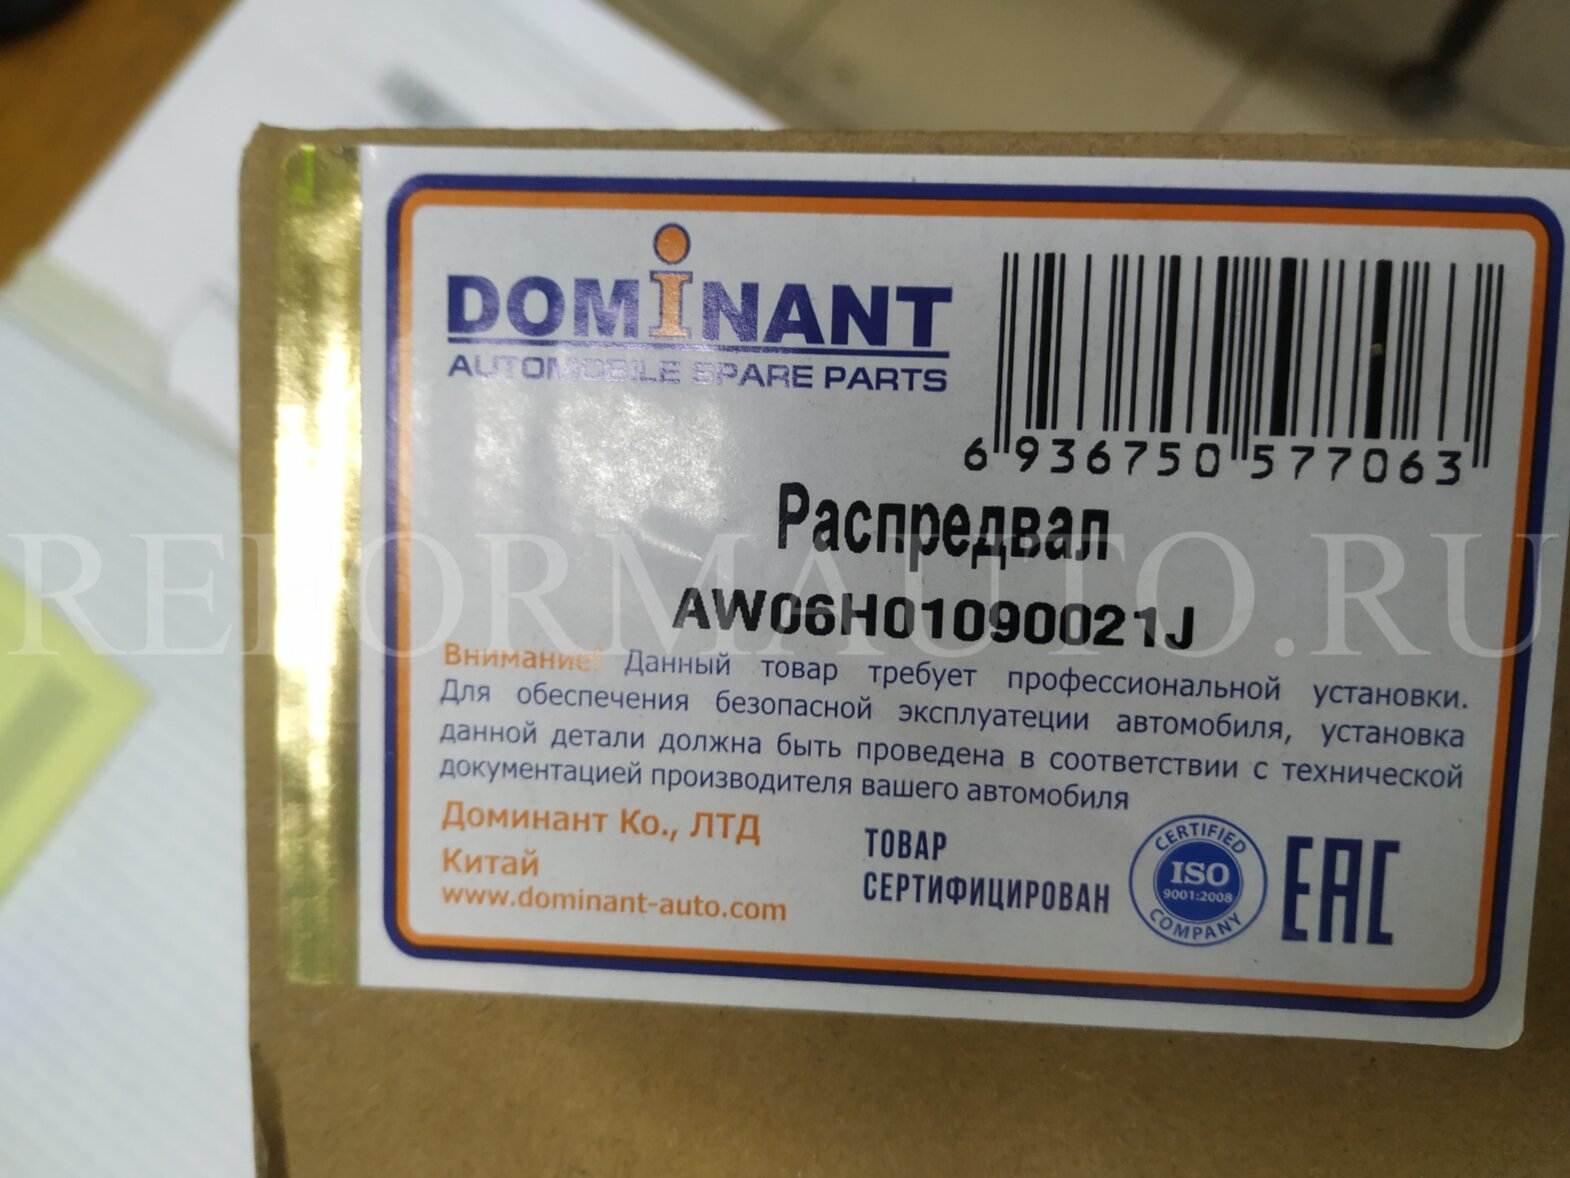 DOMiNANT
AUTOMOBILE SPARE PARTS
6 936750 577063
Распредвал
AW06H01090021J
REFORMAUTO.RU
Внимание! Данный товар требует профессиональной установки.
Для обеспечения безопасной эксплуатеции автомобиля, установка
данной детали должна быть проведена в соответствии с технической
документацией производителя вашего автомобиля
Доминант Ко., ЛТД
Китай
www.dominant-auto.com
ТОВАР
СЕРТИФИЦИРОВАН
CERTIFIED
ISO
9001:2008
COMPANY
EAC